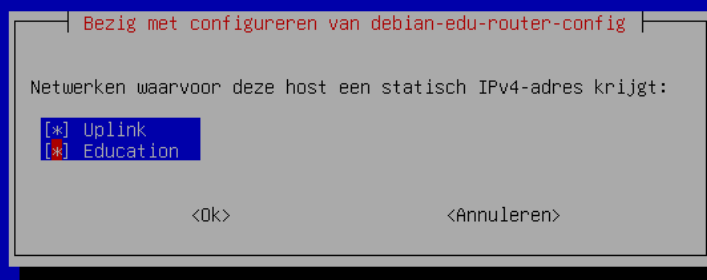 Bezig met configureren van debian-edu-router-config
Netwerken waarvoor deze host een statisch IPv4-adres krijgt:
[*] Uplink
[*] Education
<Ok> <Annuleren>